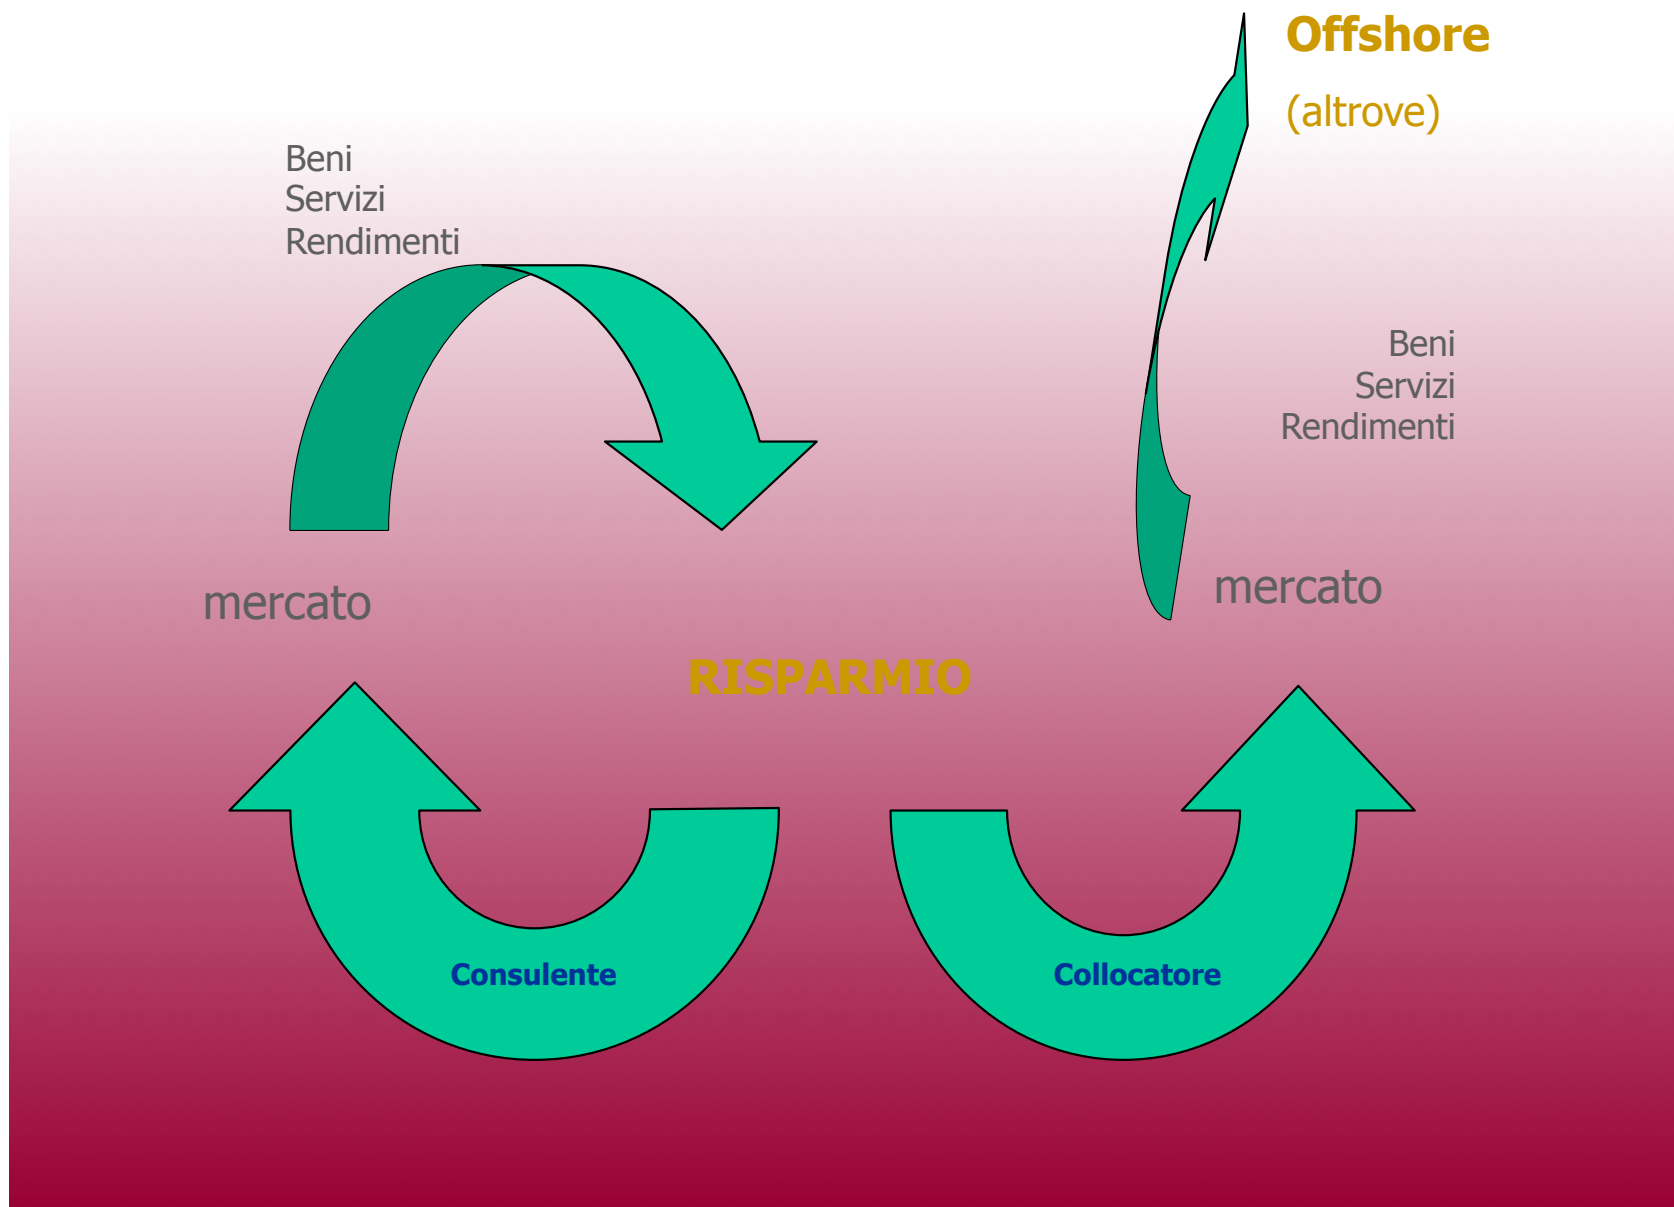 Offshore
(altrove)
Beni
Servizi
Rendimenti
Beni
Servizi
Rendimenti
mercato
mercato
RISPARMIO
Consulente
Collocatore